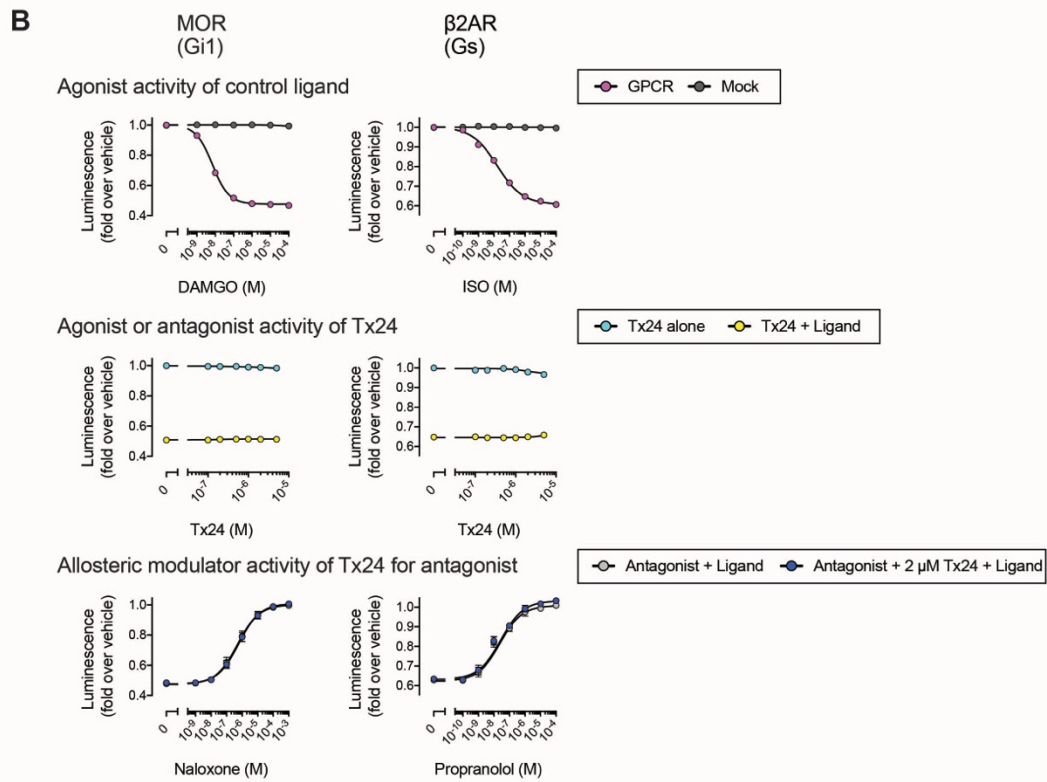 B
MOR
(Gi1)
β2AR
(Gs)
Agonist activity of control ligand
GPCR Mock
Luminescence
(fold over vehicle)
1.0
0.8
0.6
0.4
0 10⁻⁹ 10⁻⁸ 10⁻⁷ 10⁻⁶ 10⁻⁵ 10⁻⁴
DAMGO (M)
Luminescence
(fold over vehicle)
1.0
0.9
0.8
0.7
0.6
0 10⁻¹⁰ 10⁻⁹ 10⁻⁸ 10⁻⁷ 10⁻⁶ 10⁻⁵ 10⁻⁴
ISO (M)
Agonist or antagonist activity of Tx24
Tx24 alone Tx24 + Ligand
Luminescence
(fold over vehicle)
1.0
0.8
0.6
0.4
0 10⁻⁷ 10⁻⁶ 10⁻⁵
Tx24 (M)
Luminescence
(fold over vehicle)
1.0
0.9
0.8
0.7
0.6
0 10⁻⁷ 10⁻⁶ 10⁻⁵
Tx24 (M)
Allosteric modulator activity of Tx24 for antagonist
Antagonist + Ligand Antagonist + 2 µM Tx24 + Ligand
Luminescence
(fold over vehicle)
1.0
0.8
0.6
0.4
0 10⁻⁹ 10⁻⁸ 10⁻⁷ 10⁻⁶ 10⁻⁵ 10⁻⁴ 10⁻³
Naloxone (M)
Luminescence
(fold over vehicle)
1.0
0.9
0.8
0.7
0.6
0 10⁻¹⁰ 10⁻⁹ 10⁻⁸ 10⁻⁷ 10⁻⁶ 10⁻⁵ 10⁻⁴
Propranolol (M)